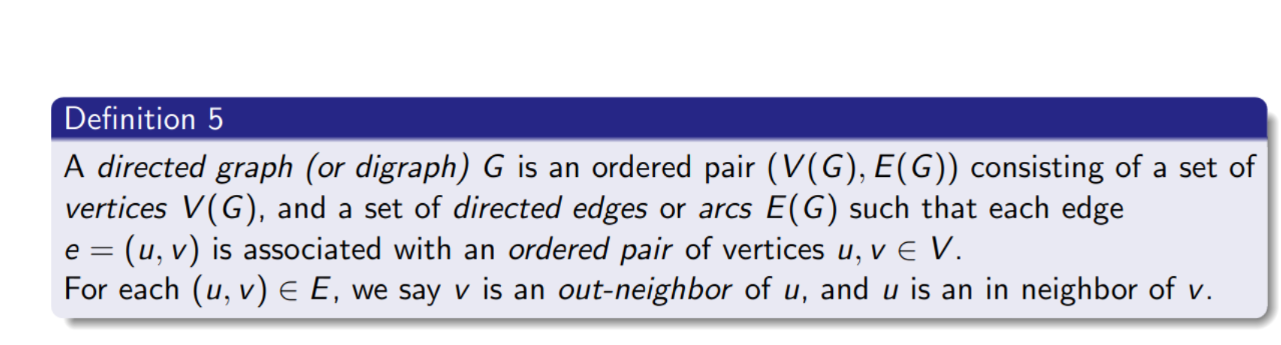 Definition 5
A directed graph (or digraph) G is an ordered pair (V(G), E(G)) consisting of a set of
vertices V(G), and a set of directed edges or arcs E(G) such that each edge
e = (u, v) is associated with an ordered pair of vertices u, v ∈ V.
For each (u, v) ∈ E, we say v is an out-neighbor of u, and u is an in neighbor of v.